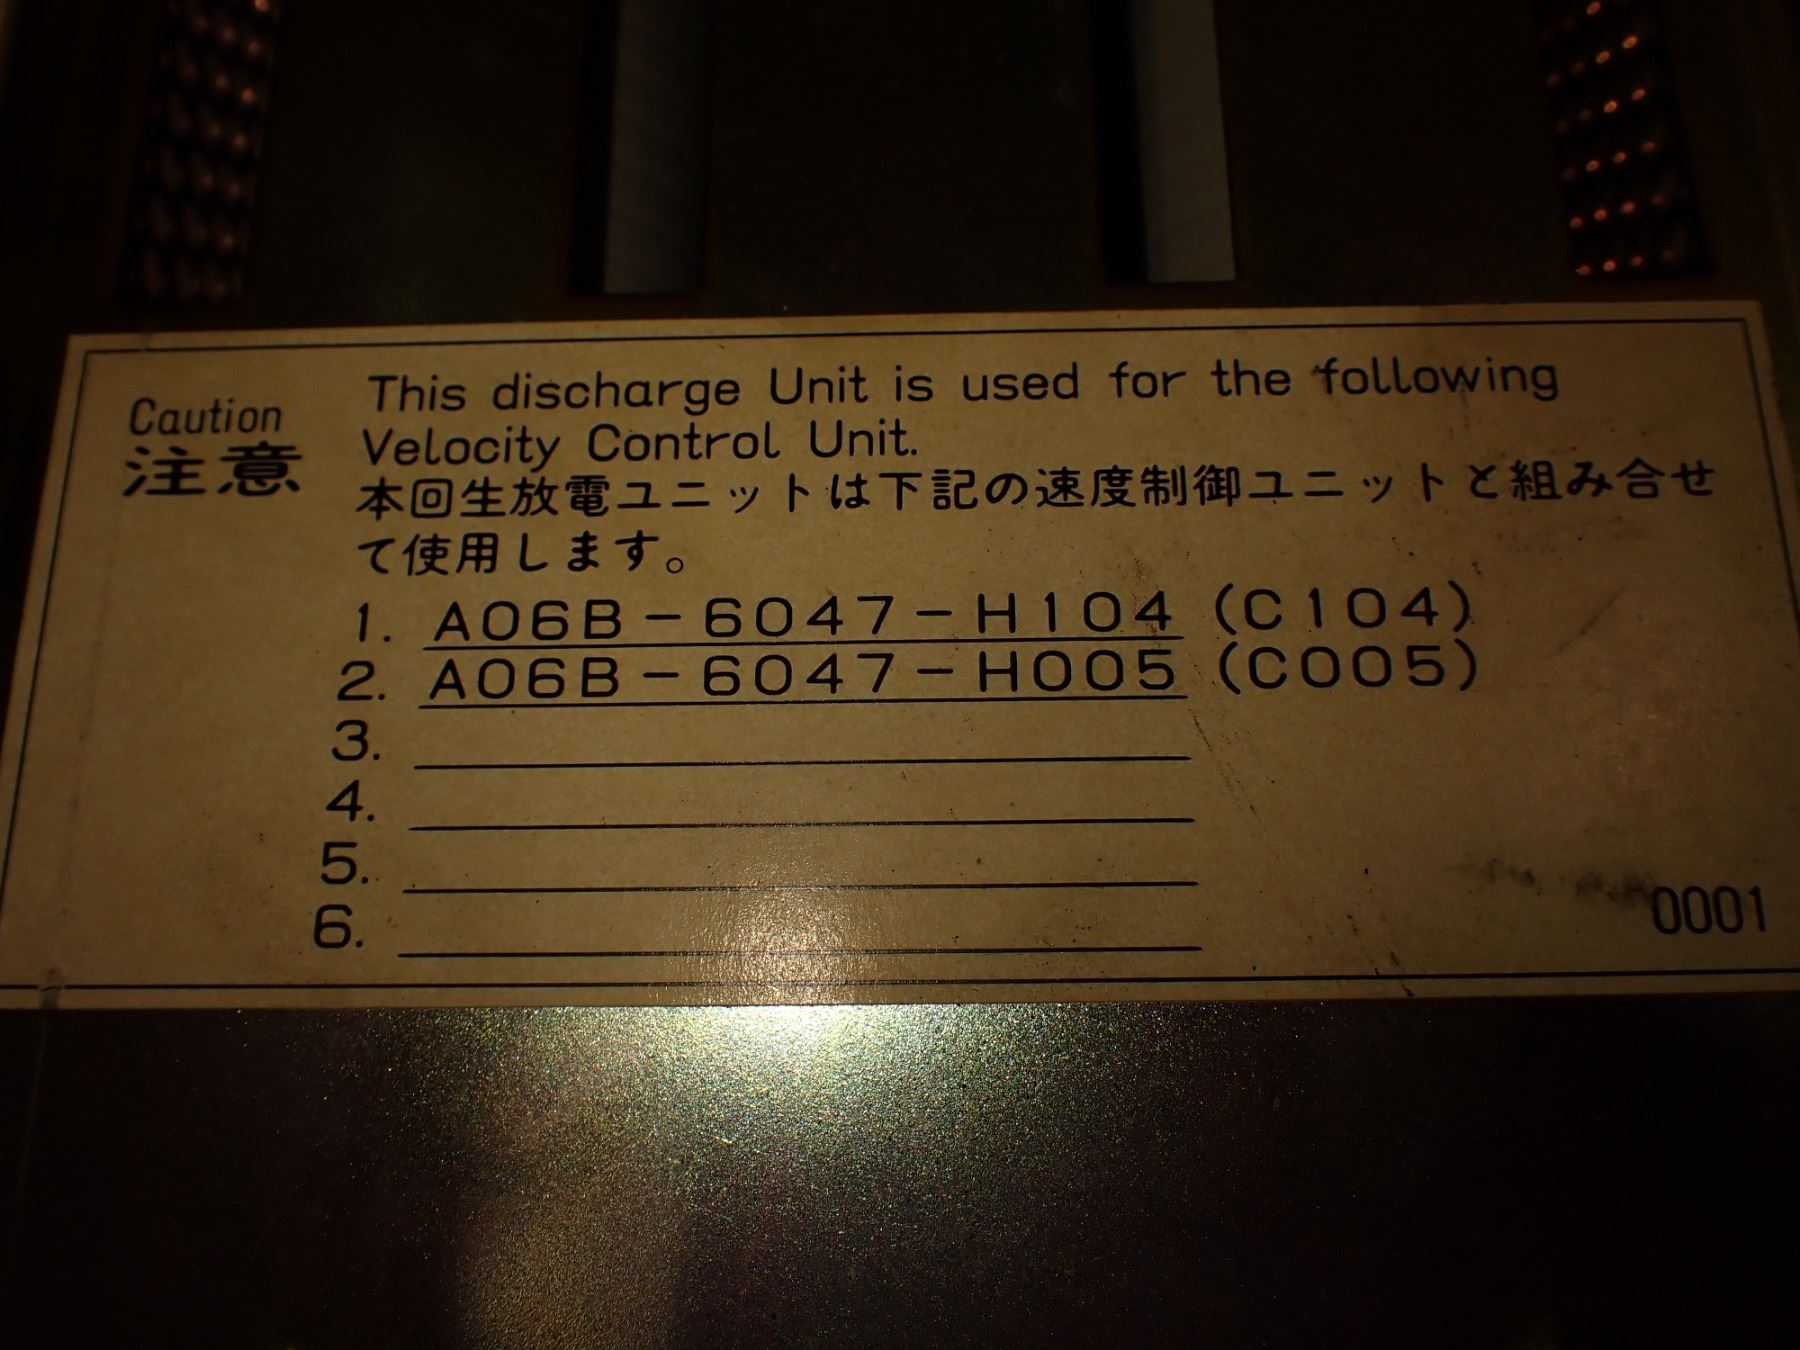 Caution
注意
This discharge Unit is used for the following
Velocity Control Unit.
本回生放電ユニットは下記の速度制御ユニットと組み合せ
て使用します。
1. A06B-6047-H104 (C104)
2. A06B-6047-H005 (C005)
3.
4.
5.
6.
0001